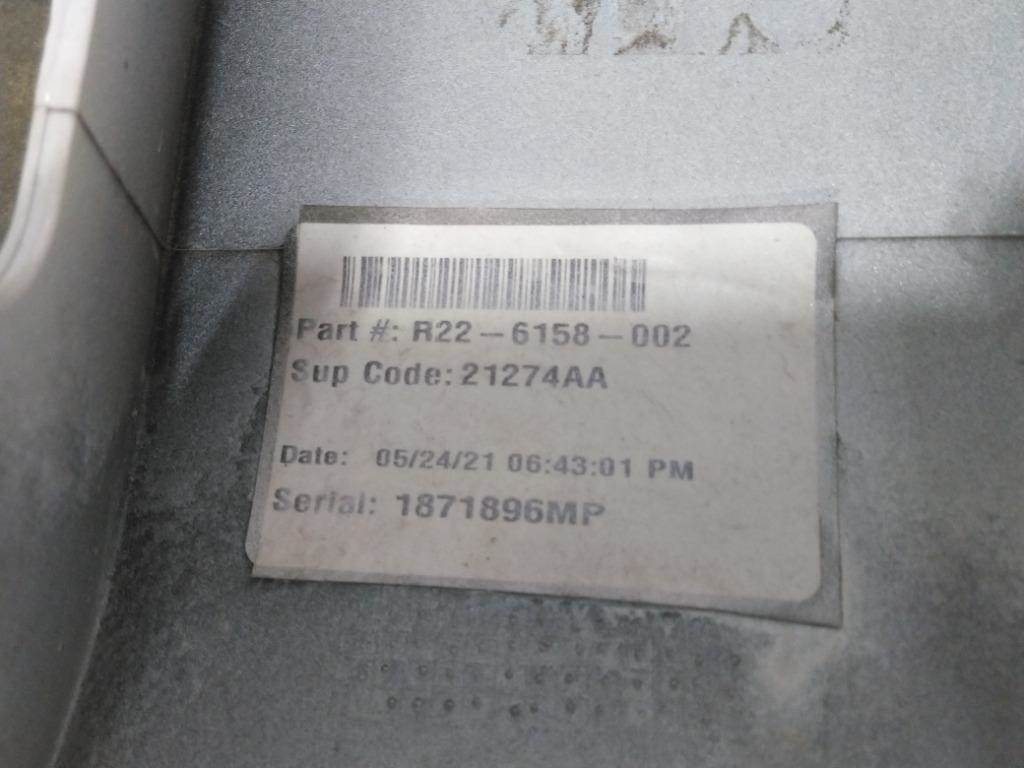 Part #: R22-6158-002
Sup Code: 21274AA
Date: 05/24/21 06:43:01 PM
Serial: 1871896MP